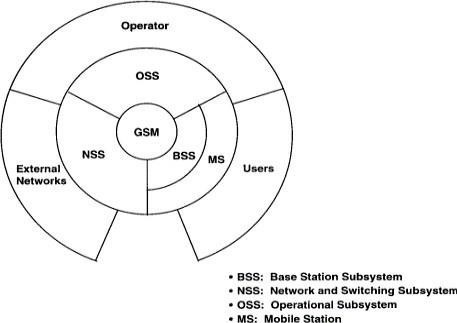 Operator
OSS
GSM
NSS
BSS
MS
External
Networks
Users
• BSS: Base Station Subsystem
• NSS: Network and Switching Subsystem
• OSS: Operational Subsystem
• MS: Mobile Station